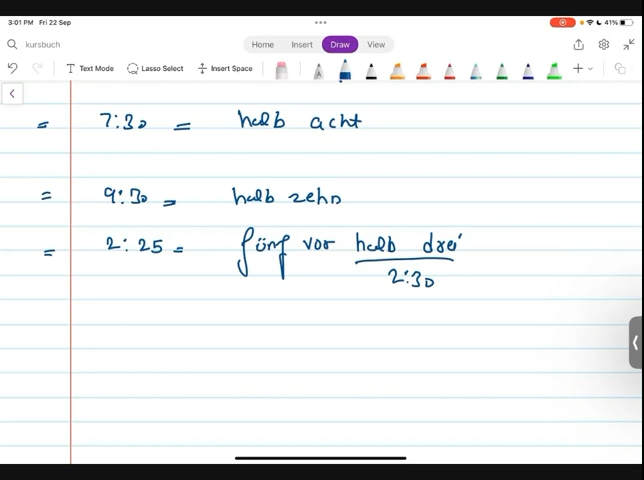 3:01 PM Fri 22 Sep
41%
kursbuch
Home Insert Draw View
Text Mode Lasso Select Insert Space
= 7:30 = halb acht
= 9:30 = halb zehn
= 2:25 = fünf vor halb drei
2:30